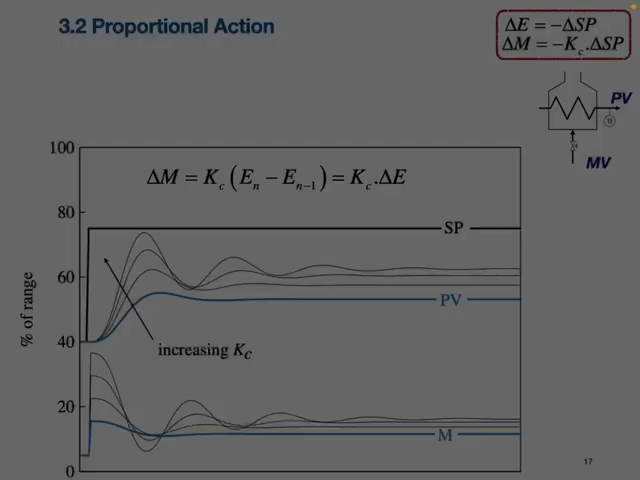 3.2 Proportional Action
ΔE = −ΔSP
ΔM = −K_c.ΔSP
PV
MV
100
ΔM = K_c (E_n − E_{n−1}) = K_c.ΔE
80
SP
60
PV
% of range
40
increasing K_C
20
M
0
17